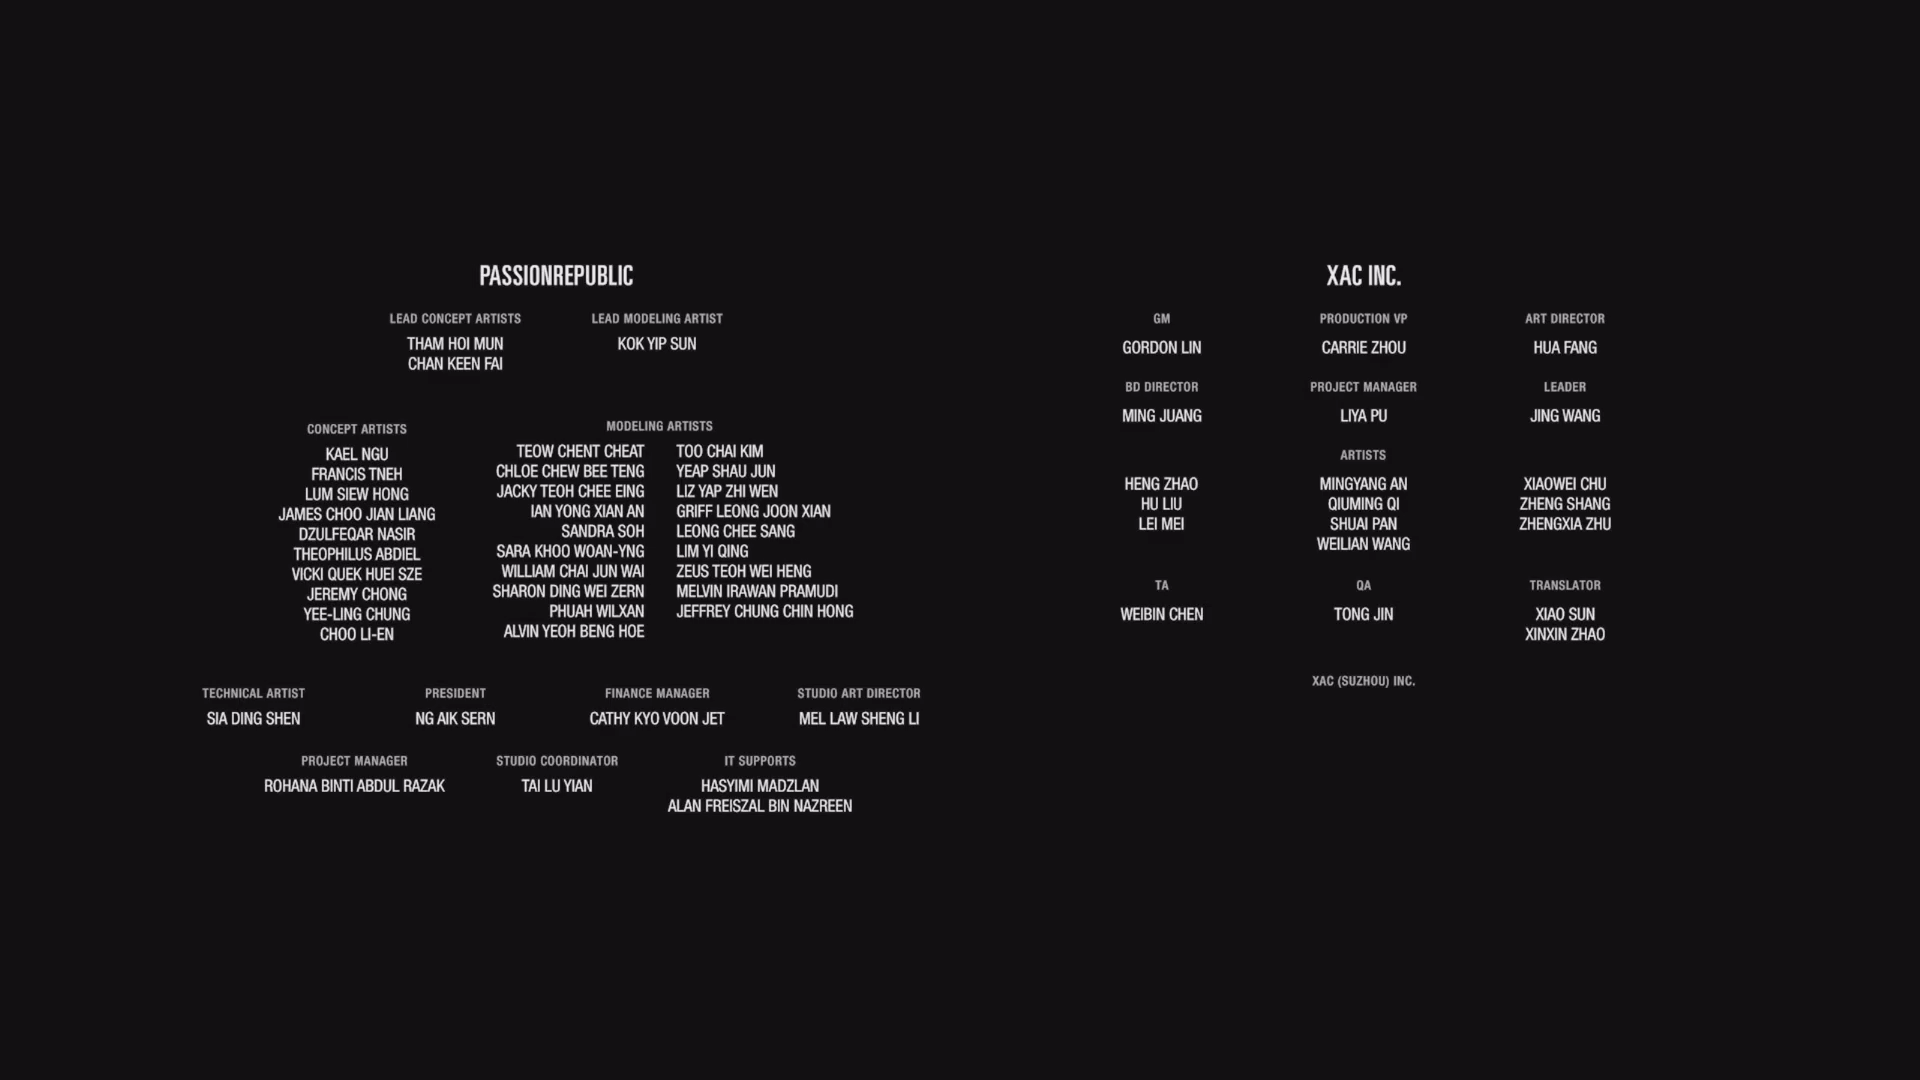 PASSIONREPUBLIC
LEAD CONCEPT ARTISTS
THAM HOI MUN
CHAN KEEN FAI
LEAD MODELING ARTIST
KOK YIP SUN
CONCEPT ARTISTS
KAEL NGU
FRANCIS TNEH
LUM SIEW HONG
JAMES CHOO JIAN LIANG
DZULFEQAR NASIR
THEOPHILUS ABDIEL
VICKI QUEK HUEI SZE
JEREMY CHONG
YEE-LING CHUNG
CHOO LI-EN
MODELING ARTISTS
TEOW CHENT CHEAT
CHLOE CHEW BEE TENG
JACKY TEOH CHEE EING
IAN YONG XIAN AN
SANDRA SOH
SARA KHOO WOAN-YNG
WILLIAM CHAI JUN WAI
SHARON DING WEI ZERN
PHUAH WILXAN
ALVIN YEOH BENG HOE
TOO CHAI KIM
YEAP SHAU JUN
LIZ YAP ZHI WEN
GRIFF LEONG JOON XIAN
LEONG CHEE SANG
LIM YI QING
ZEUS TEOH WEI HENG
MELVIN IRAWAN PRAMUDI
JEFFREY CHUNG CHIN HONG
TECHNICAL ARTIST
SIA DING SHEN
PRESIDENT
NG AIK SERN
FINANCE MANAGER
CATHY KYO VOON JET
STUDIO ART DIRECTOR
MEL LAW SHENG LI
PROJECT MANAGER
ROHANA BINTI ABDUL RAZAK
STUDIO COORDINATOR
TAI LU YIAN
IT SUPPORTS
HASYIMI MADZLAN
ALAN FREISZAL BIN NAZREEN
XAC INC.
GM
GORDON LIN
PRODUCTION VP
CARRIE ZHOU
ART DIRECTOR
HUA FANG
BD DIRECTOR
MING JUANG
PROJECT MANAGER
LIYA PU
LEADER
JING WANG
ARTISTS
HENG ZHAO
HU LIU
LEI MEI
MINGYANG AN
QIUMING QI
SHUAI PAN
WEILIAN WANG
XIAOWEI CHU
ZHENG SHANG
ZHENGXIA ZHU
TA
WEIBIN CHEN
QA
TONG JIN
TRANSLATOR
XIAO SUN
XINXIN ZHAO
XAC (SUZHOU) INC.